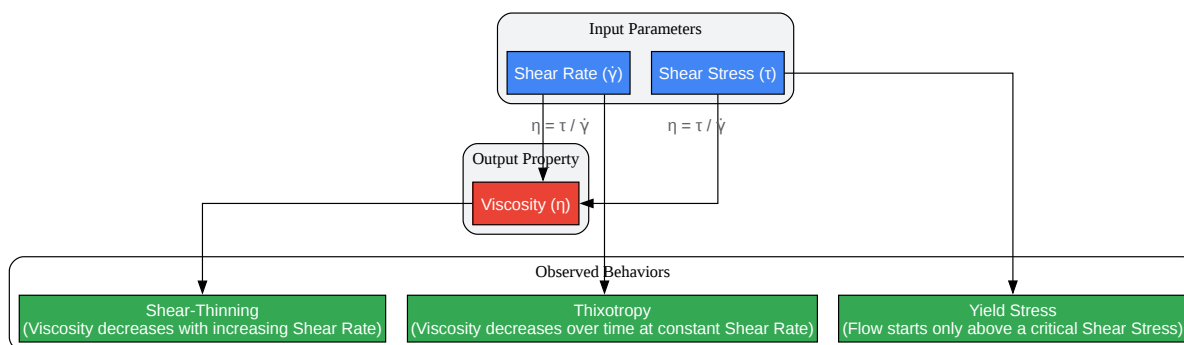 Input Parameters
Shear Rate (γ̇)
Shear Stress (τ)
η = τ / γ̇
η = τ / γ̇
Output Property
Viscosity (η)
Observed Behaviors
Shear-Thinning
(Viscosity decreases with increasing Shear Rate)
Thixotropy
(Viscosity decreases over time at constant Shear Rate)
Yield Stress
(Flow starts only above a critical Shear Stress)